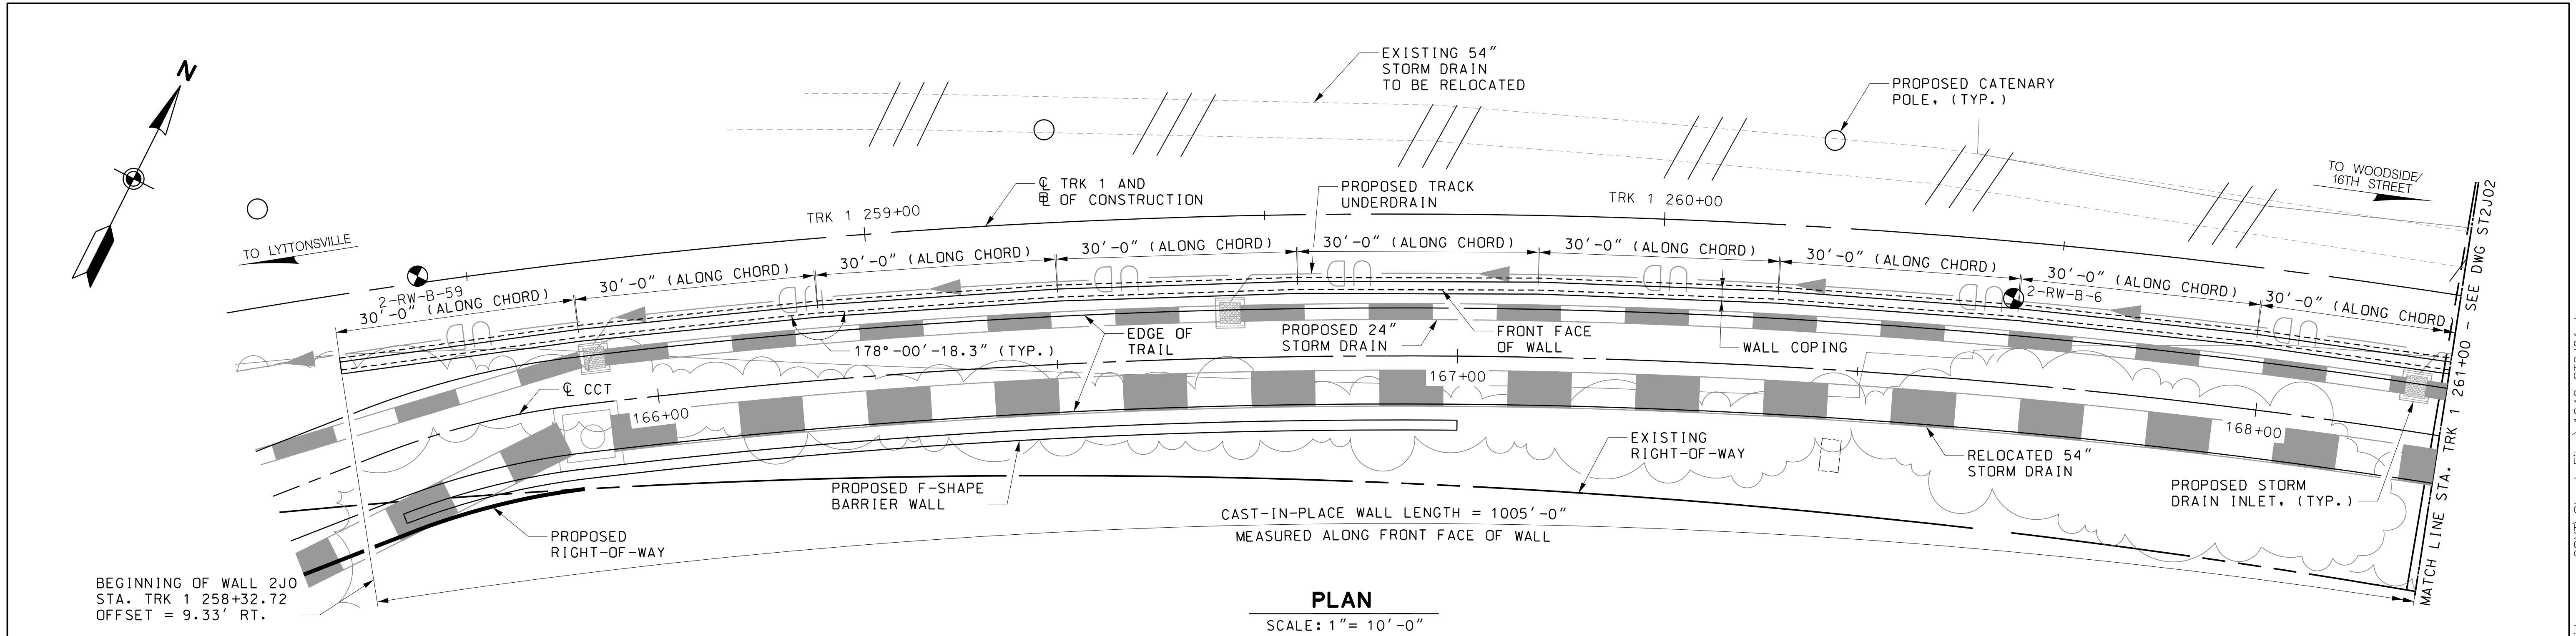 N
EXISTING 54"
STORM DRAIN
TO BE RELOCATED
PROPOSED CATENARY
POLE, (TYP.)
TO WOODSIDE/
16TH STREET
℄ TRK 1 AND
BL OF CONSTRUCTION
PROPOSED TRACK
UNDERDRAIN
TRK 1 259+00
TRK 1 260+00
TO LYTTONSVILLE
2-RW-B-59
30'-0" (ALONG CHORD)
30'-0" (ALONG CHORD)
30'-0" (ALONG CHORD)
30'-0" (ALONG CHORD)
30'-0" (ALONG CHORD)
30'-0" (ALONG CHORD)
30'-0" (ALONG CHORD)
30'-0" (ALONG CHORD)
30'-0" (ALONG CHORD)
2-RW-B-6
178°-00'-18.3" (TYP.)
EDGE OF
TRAIL
PROPOSED 24"
STORM DRAIN
FRONT FACE
OF WALL
WALL COPING
℄ CCT
166+00
167+00
168+00
PROPOSED F-SHAPE
BARRIER WALL
EXISTING
RIGHT-OF-WAY
RELOCATED 54"
STORM DRAIN
PROPOSED STORM
DRAIN INLET, (TYP.)
PROPOSED
RIGHT-OF-WAY
CAST-IN-PLACE WALL LENGTH = 1005'-0"
MEASURED ALONG FRONT FACE OF WALL
BEGINNING OF WALL 2J0
STA. TRK 1 258+32.72
OFFSET = 9.33' RT.
MATCH LINE STA. TRK 1 261+00 - SEE DWG ST2J02
PLAN
SCALE: 1"= 10'-0"